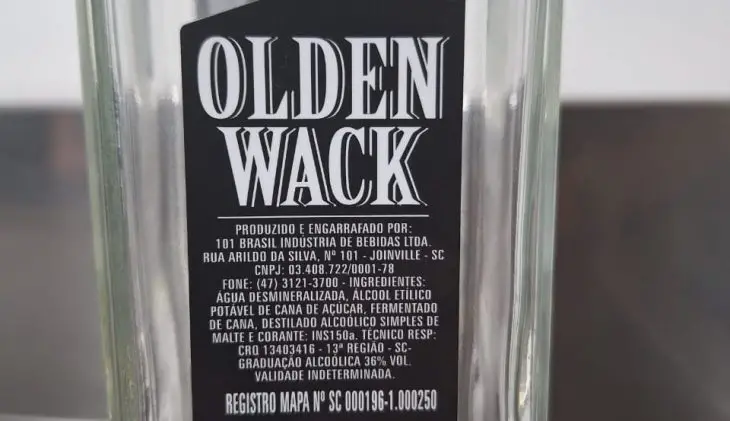 OLDEN
WACK
PRODUZIDO E ENGARRAFADO POR:
101 BRASIL INDÚSTRIA DE BEBIDAS LTDA.
RUA ARILDO DA SILVA, Nº 101 - JOINVILLE - SC
CNPJ: 03.408.722/0001-78
FONE: (47) 3121-3700 - INGREDIENTES:
ÁGUA DESMINERALIZADA, ÁLCOOL ETÍLICO
POTÁVEL DE CANA DE AÇÚCAR, FERMENTADO
DE CANA, DESTILADO ALCOÓLICO SIMPLES DE
MALTE E CORANTE: INS150a. TÉCNICO RESP:
CRQ 13403416 - 13ª REGIÃO - SC-
GRADUAÇÃO ALCOÓLICA 36% VOL.
VALIDADE INDETERMINADA.
REGISTRO MAPA Nº SC 000196-1.000250